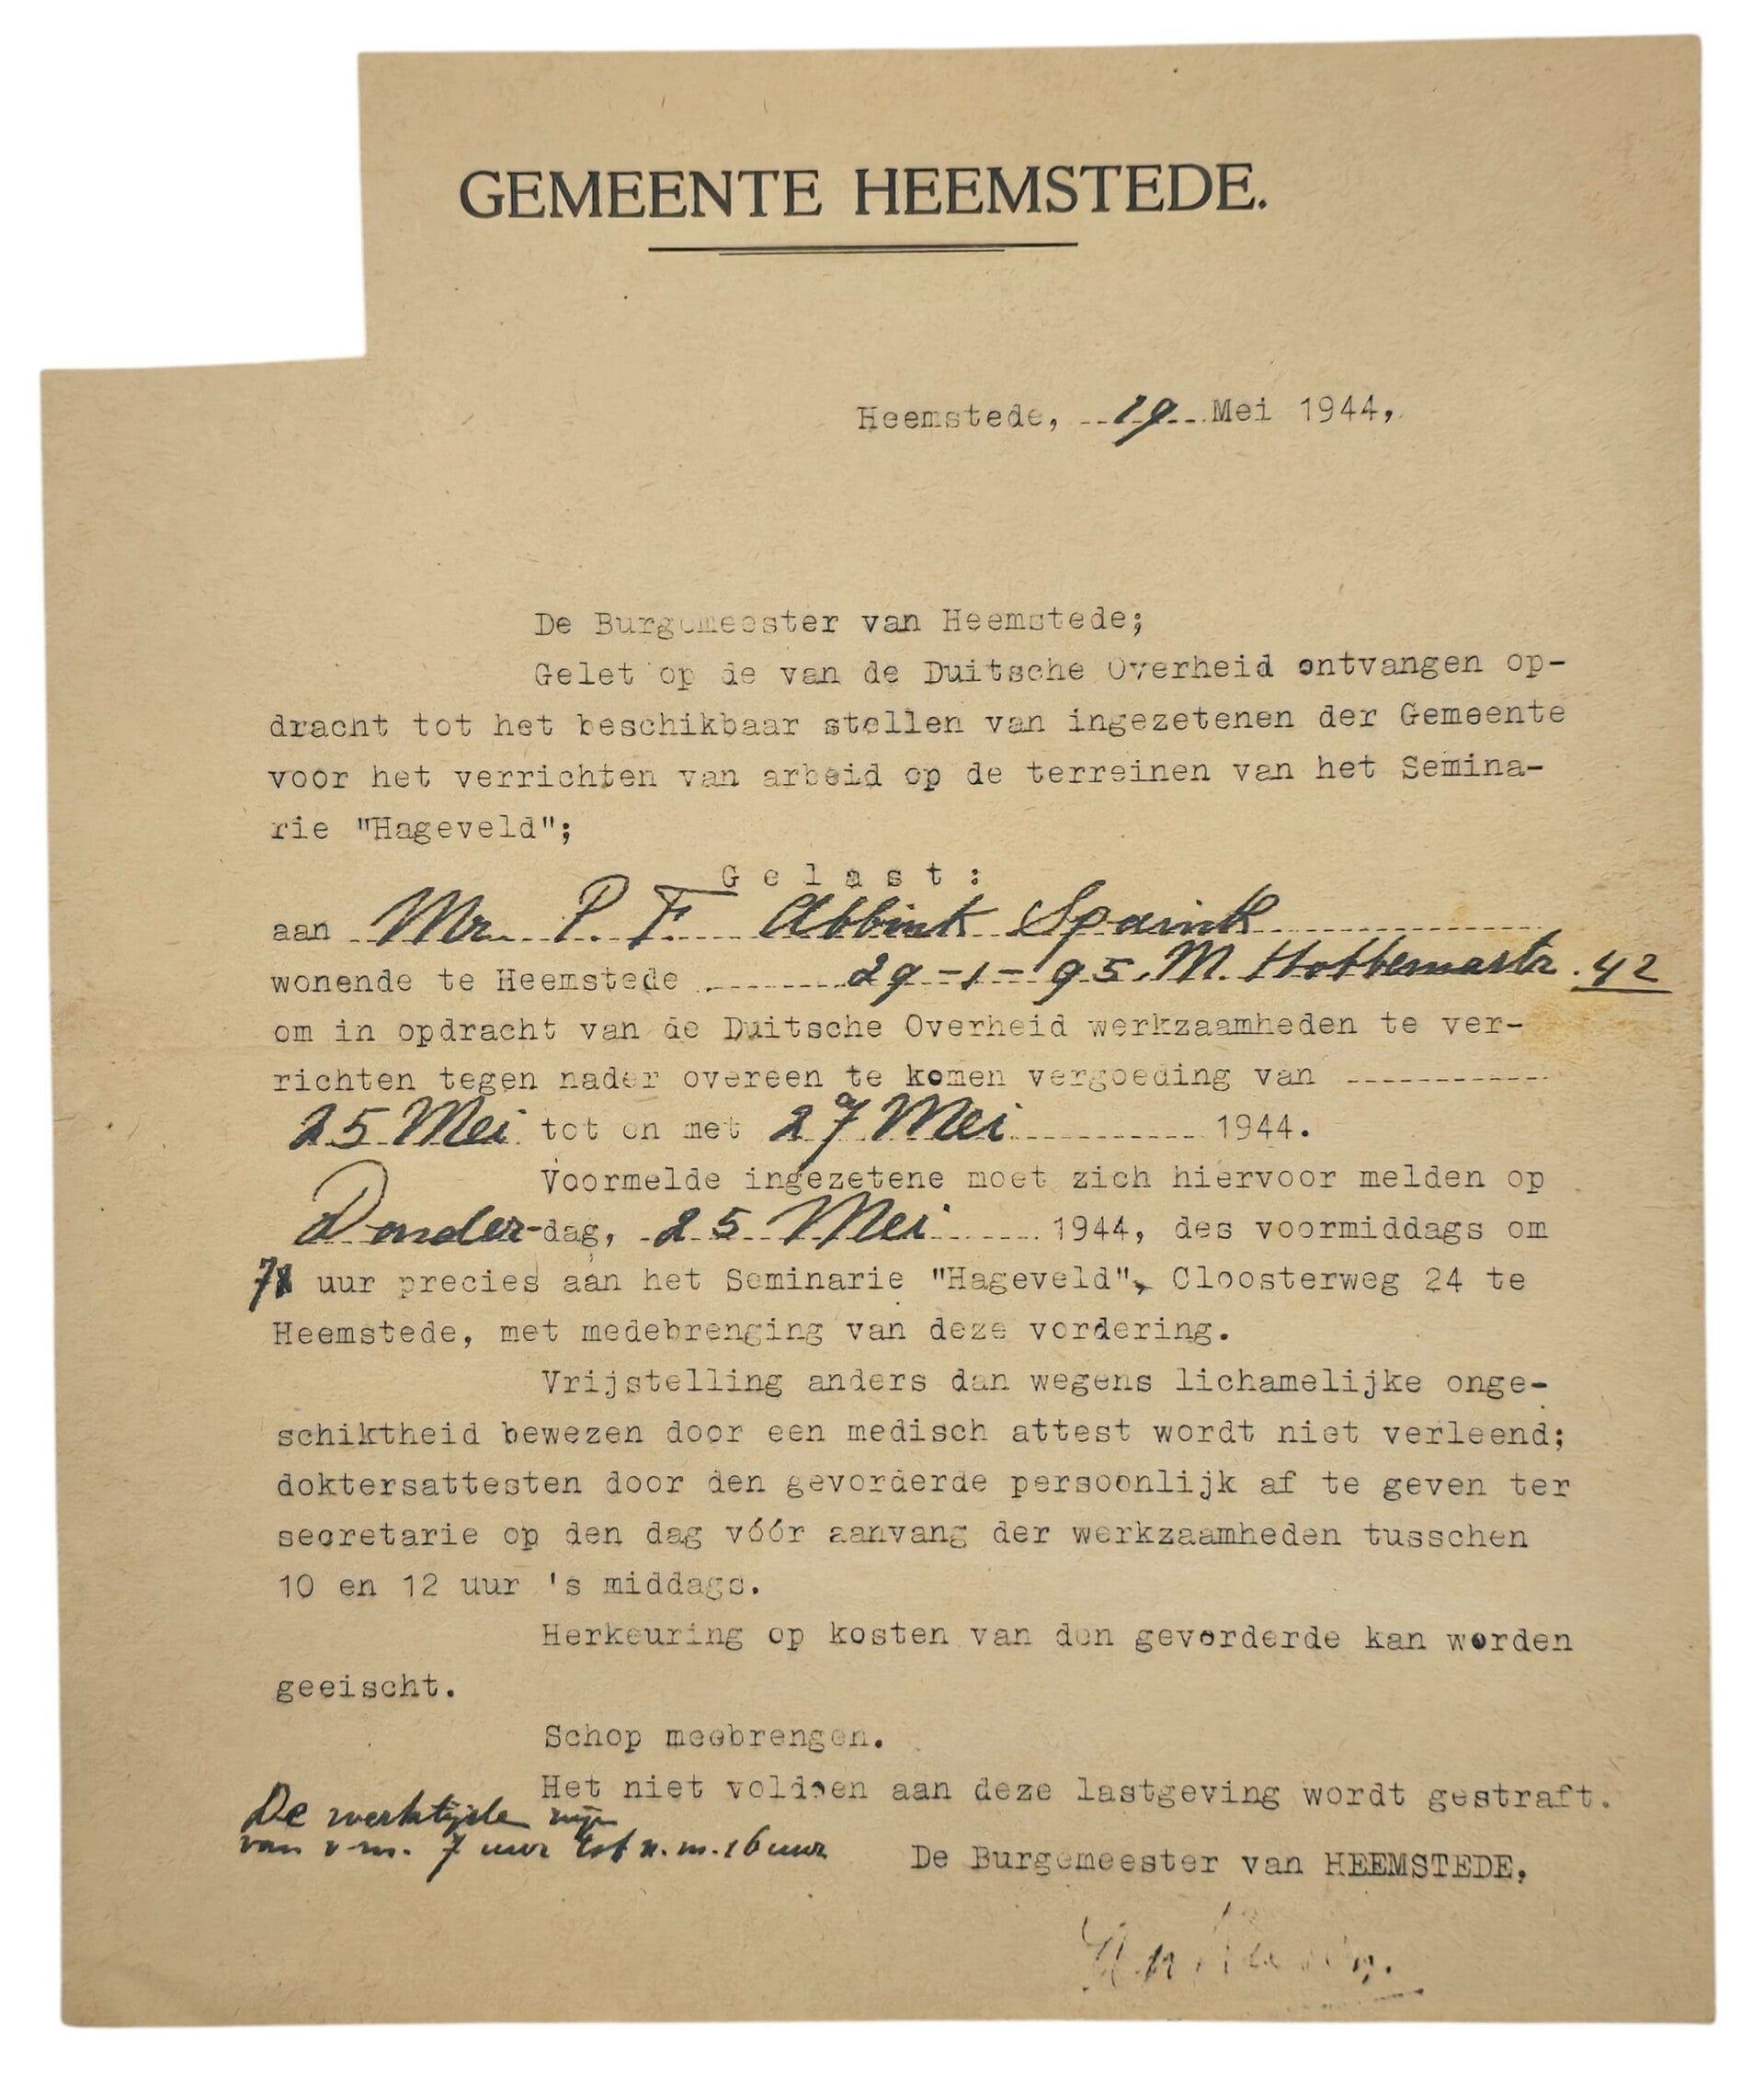 GEMEENTE HEEMSTEDE.
Heemstede, 19 Mei 1944,
De Burgemeester van Heemstede;
Gelet op de van de Duitsche Overheid ontvangen op-
dracht tot het beschikbaar stellen van ingezetenen der Gemeente
voor het verrichten van arbeid op de terreinen van het Semina-
rie "Hageveld";
Gelast:
aan Mr. P. F. Abbink Spaink
wonende te Heemstede 29-1-'95. M. Hobbemastr. 42
om in opdracht van de Duitsche Overheid werkzaamheden te ver-
richten tegen nader overeen te komen vergoeding van
25 Mei tot en met 27 Mei 1944.
Voormelde ingezetene moet zich hiervoor melden op
Donder-dag, 25 Mei 1944, des voormiddags om
7 uur precies aan het Seminarie "Hageveld", Cloosterweg 24 te
Heemstede, met medebrenging van deze vordering.
Vrijstelling anders dan wegens lichamelijke onge-
schiktheid bewezen door een medisch attest wordt niet verleend;
doktersattesten door den gevorderde persoonlijk af te geven ter
secretarie op den dag vóór aanvang der werkzaamheden tusschen
10 en 12 uur 's middags.
Herkeuring op kosten van den gevorderde kan worden
geeischt.
Schop meebrengen.
Het niet voldoen aan deze lastgeving wordt gestraft.
De werktijde zijn
van v.m. 7 uur tot n.m. 16 uur
De Burgemeester van HEEMSTEDE,